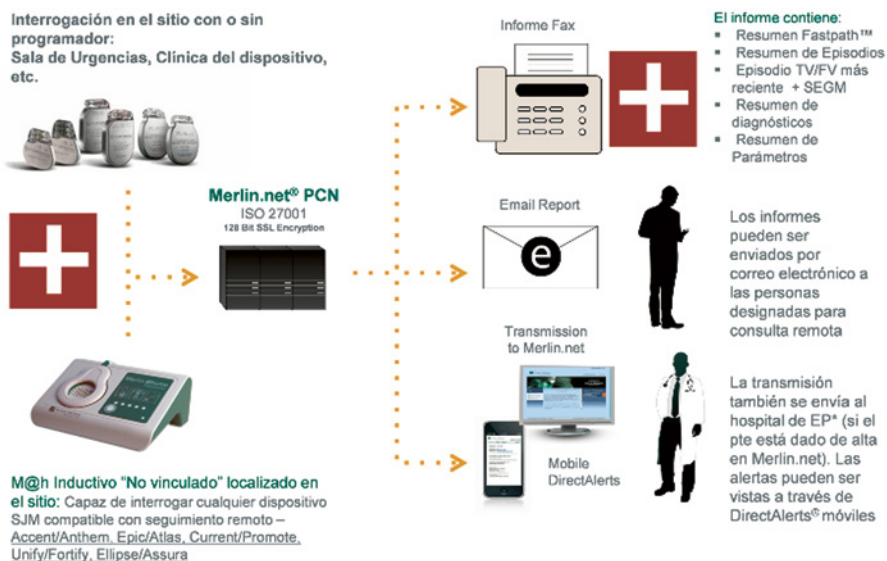 Interrogación en el sitio con o sin
programador:
Sala de Urgencias, Clínica del dispositivo,
etc.
Merlin.net® PCN
ISO 27001
128 Bit SSL Encryption
M@h Inductivo "No vinculado" localizado en
el sitio: Capaz de interrogar cualquier dispositivo
SJM compatible con seguimiento remoto –
Accent/Anthem, Epic/Atlas, Current/Promote,
Unify/Fortify, Ellipse/Assura
Informe Fax
El informe contiene:
▪ Resumen Fastpath™
▪ Resumen de Episodios
▪ Episodio TV/FV más
reciente + SEGM
▪ Resumen de
diagnósticos
▪ Resumen de
Parámetros
Email Report
e
Los informes
pueden ser
enviados por
correo electrónico a
las personas
designadas para
consulta remota
Transmission
to Merlin.net
Mobile
DirectAlerts
La transmisión
también se envía al
hospital de EP* (si el
pte está dado de alta
en Merlin.net). Las
alertas pueden ser
vistas a través de
DirectAlerts® móviles